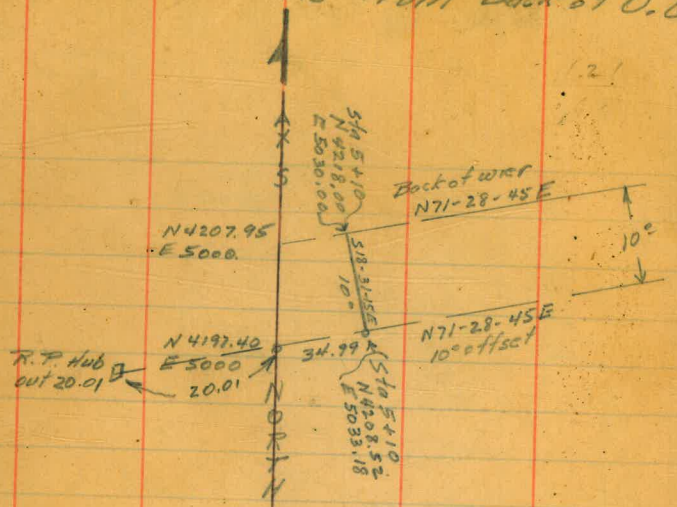 AXIS
NORTH
Sta 5+10
N 4218.00
E 5030.00
Back of wier
N71-28-45 E
N 4207.95
E 5000.
S18-31-15E
10°
10°
N 4197.40
E 5000
34.99
N71-28-45 E
10° offset
R.P. Hub
out 20.01
20.01
Sta 5+10
N 4208.52
E 5033.18